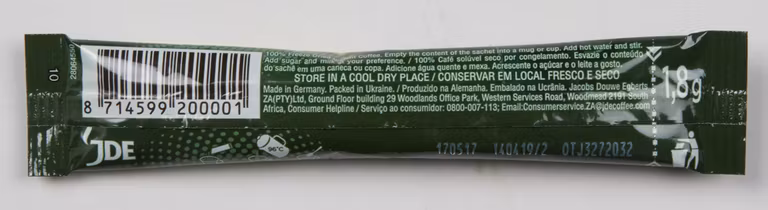 100% Freeze Dried Instant Coffee. Empty the content of the sachet into a mug or cup. Add hot water and stir.
Add sugar and milk to your preference. / 100% Café solúvel seco por congelamento. Esvazie o conteúdo
do sachê em uma caneca ou copa. Adicione água quente e mexa. Acrescente o açúcar e o leite a gosto.
STORE IN A COOL DRY PLACE / CONSERVAR EM LOCAL FRESCO E SECO
Made in Germany. Packed in Ukraine. / Produzido na Alemanha. Embalado na Ucrânia. Jacobs Douwe Egberts
ZA(PTY)Ltd, Ground Floor building 29 Woodlands Office Park, Western Services Road, Woodmead 2191 South
Africa, Consumer Helpline / Serviço ao consumidor: 0800-007-113; Email:Consumerservice.ZA@jdecoffee.com
1,8g
10
8 714599 200001
JDE
96°C
170517 140419/2 OTJ3272032